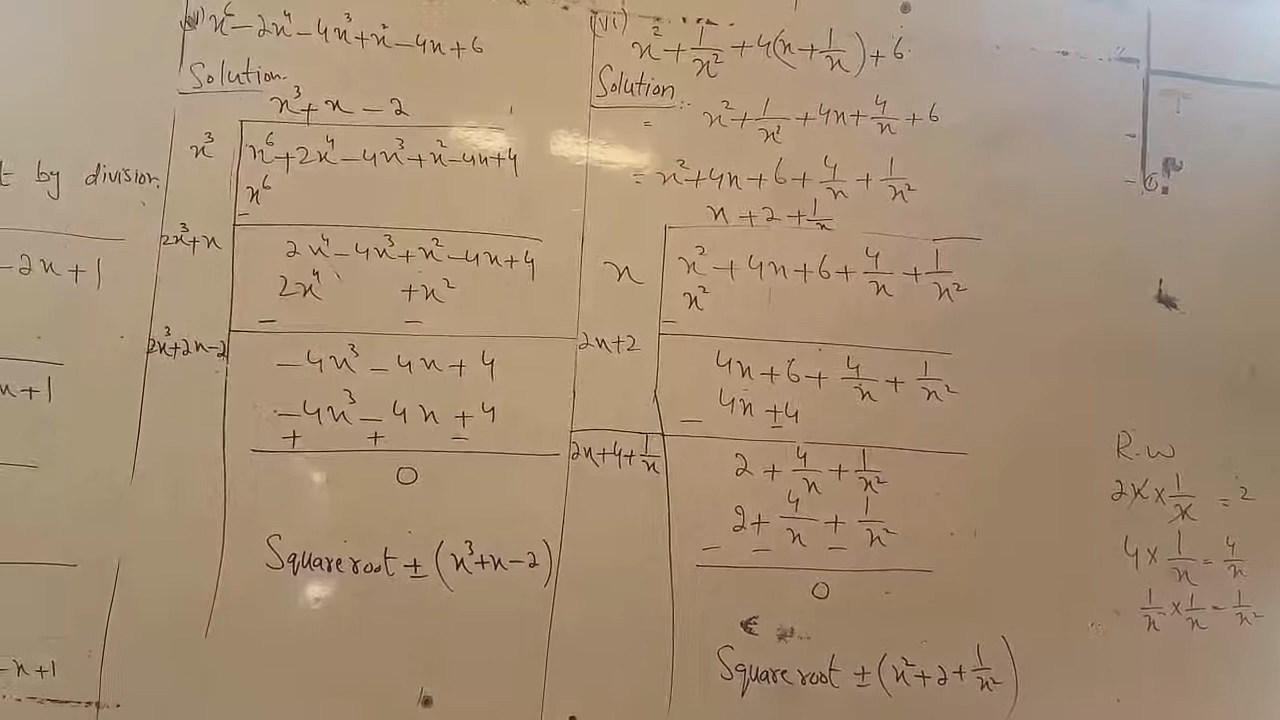 t by division.
-2x+1
x+1
-x+1
(v) x⁶-2x⁴-4x³+x²-4x+6
Solution.
x³+x-2
x³ x⁶+2x⁴-4x³+x²-4x+4
x⁶
-
2x³+x 2x⁴-4x³+x²-4x+4
2x⁴ +x²
- -
2x³+2x-2 -4x³-4x+4
-4x³-4x+4
+ + -
0
Square root ± (x³+x-2)
(vi) x²+1/x²+4(x+1/x)+6
Solution:
= x²+1/x²+4x+4/x+6
= x²+4x+6+4/x+1/x²
x+2+1/x
x x²+4x+6+4/x+1/x²
x²
-
2x+2 4x+6+4/x+1/x²
4x+4
- -
2x+4+1/x 2+4/x+1/x²
2+4/x+1/x²
- - -
0
Square root ± (x²+2+1/x²)
R.W
2x×1/x=2
4×1/x=4/x
1/x×1/x=1/x²